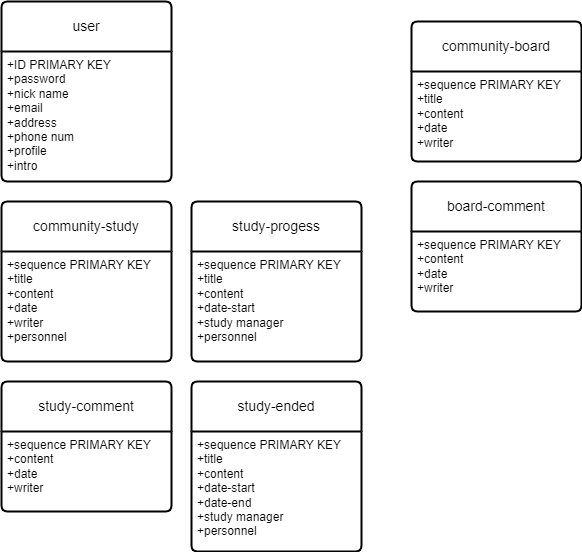 user
+ID PRIMARY KEY
+password
+nick name
+email
+address
+phone num
+profile
+intro
community-board
+sequence PRIMARY KEY
+title
+content
+date
+writer
board-comment
+sequence PRIMARY KEY
+content
+date
+writer
community-study
+sequence PRIMARY KEY
+title
+content
+date
+writer
+personnel
study-progess
+sequence PRIMARY KEY
+title
+content
+date-start
+study manager
+personnel
study-comment
+sequence PRIMARY KEY
+content
+date
+writer
study-ended
+sequence PRIMARY KEY
+title
+content
+date-start
+date-end
+study manager
+personnel